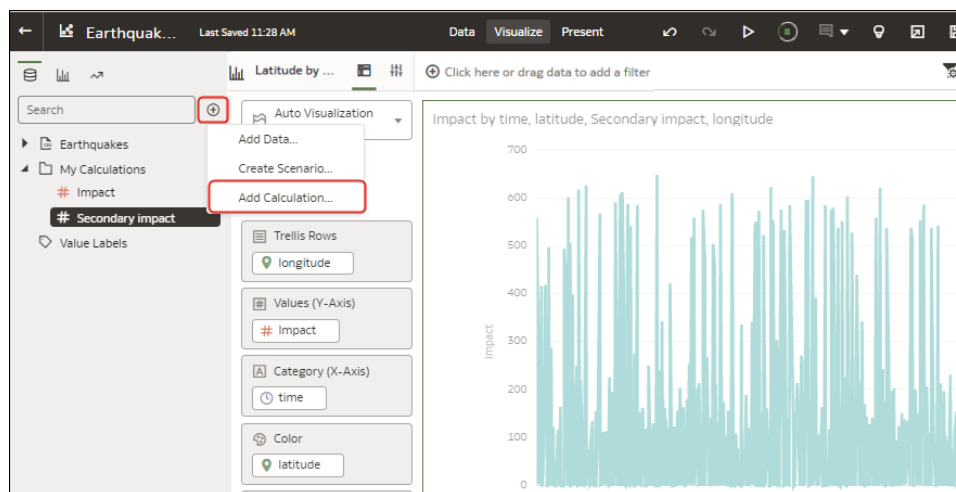 Earthquak...
Last Saved 11:28 AM
Data
Visualize
Present
Latitude by ...
Click here or drag data to add a filter
Search
Auto Visualization
Add Data...
Create Scenario...
Add Calculation...
Earthquakes
My Calculations
# Impact
# Secondary impact
Value Labels
Trellis Rows
longitude
Values (Y-Axis)
# Impact
Category (X-Axis)
time
Color
latitude
Impact by time, latitude, Secondary impact, longitude
700
600
500
400
300
200
100
0
Impact